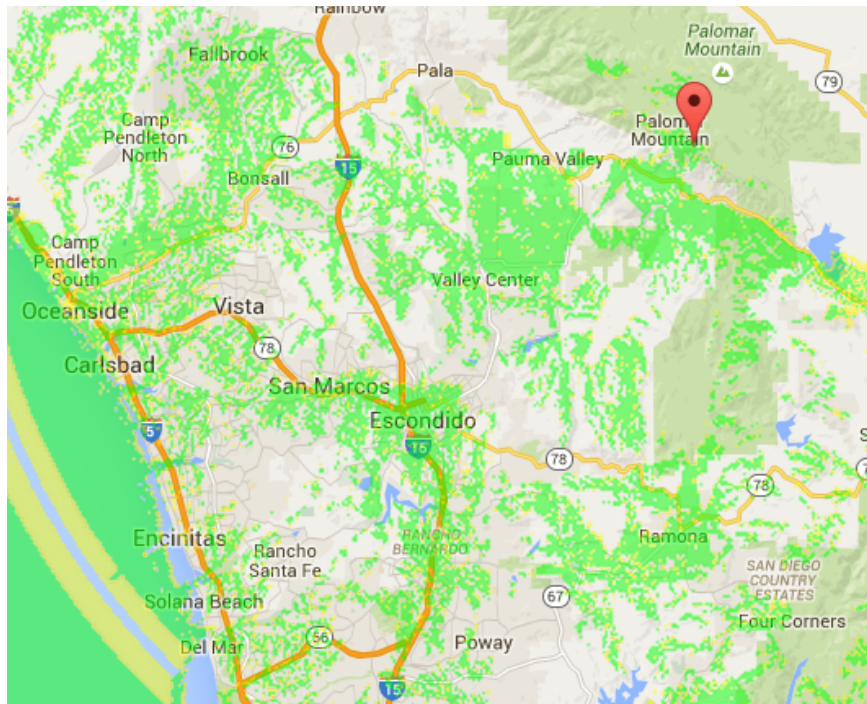 Rainbow
Palomar
Mountain
Fallbrook
Pala
79
Camp
Pendleton
North
Palomar
Mountain
76
15
Pauma Valley
Bonsall
Camp
Pendleton
South
Valley Center
Oceanside
Vista
78
Carlsbad
San Marcos
Escondido
5
15
78
78
Encinitas
Ramona
RANCHO
BERNARDO
Rancho
Santa Fe
SAN DIEGO
COUNTRY
ESTATES
67
Solana Beach
Four Corners
56
Del Mar
Poway
15